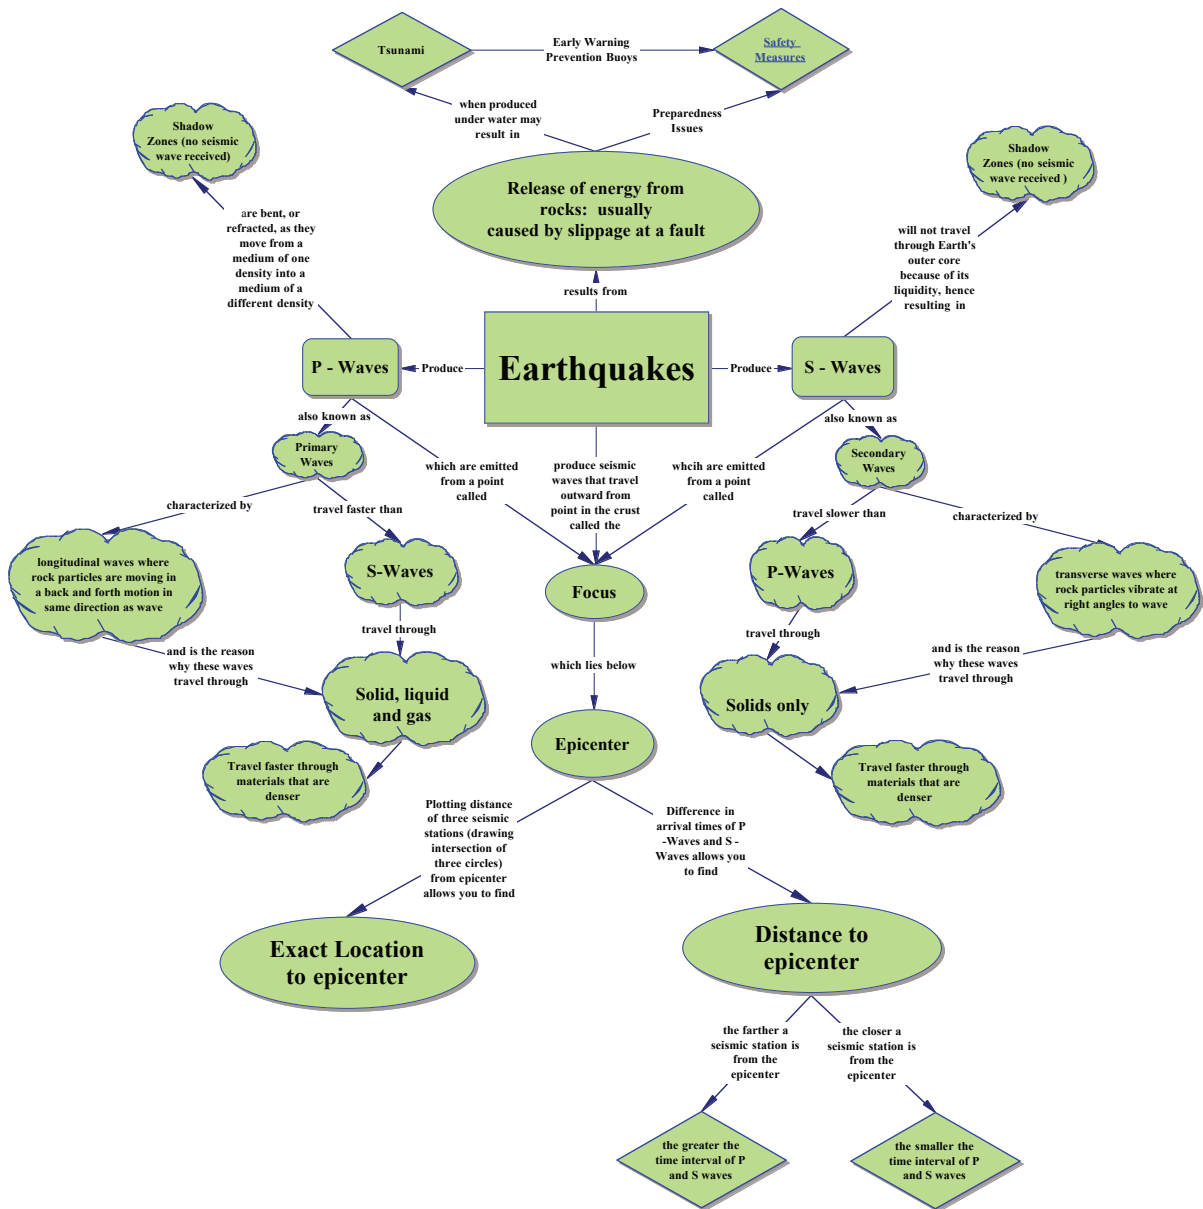 Tsunami
Early Warning
Prevention Buoys
Safety
Measures
when produced
under water may
result in
Preparedness
Issues
Shadow
Zones (no seismic
wave received)
Shadow
Zones (no seismic
wave received )
Release of energy from
rocks: usually
caused by slippage at a fault
are bent, or
refracted, as they
move from a
medium of one
density into a
medium of a
different density
will not travel
through Earth's
outer core
because of its
liquidity, hence
resulting in
results from
P - Waves
Produce
Earthquakes
Produce
S - Waves
also known as
also known as
Primary
Waves
Secondary
Waves
which are emitted
from a point
called
produce seismic
waves that travel
outward from
point in the crust
called the
whcih are emitted
from a point
called
characterized by
travel faster than
travel slower than
characterized by
longitudinal waves where
rock particles are moving in
a back and forth motion in
same direction as wave
S-Waves
Focus
P-Waves
transverse waves where
rock particles vibrate at
right angles to wave
travel through
travel through
and is the reason
why these waves
travel through
which lies below
and is the reason
why these waves
travel through
Solid, liquid
and gas
Solids only
Epicenter
Travel faster through
materials that are
denser
Travel faster through
materials that are
denser
Plotting distance
of three seismic
stations (drawing
intersection of
three circles)
from epicenter
allows you to find
Difference in
arrival times of P
-Waves and S -
Waves allows you
to find
Exact Location
to epicenter
Distance to
epicenter
the farther a
seismic station is
from the
epicenter
the closer a
seismic station is
from the
epicenter
the greater the
time interval of P
and S waves
the smaller the
time interval of P
and S waves